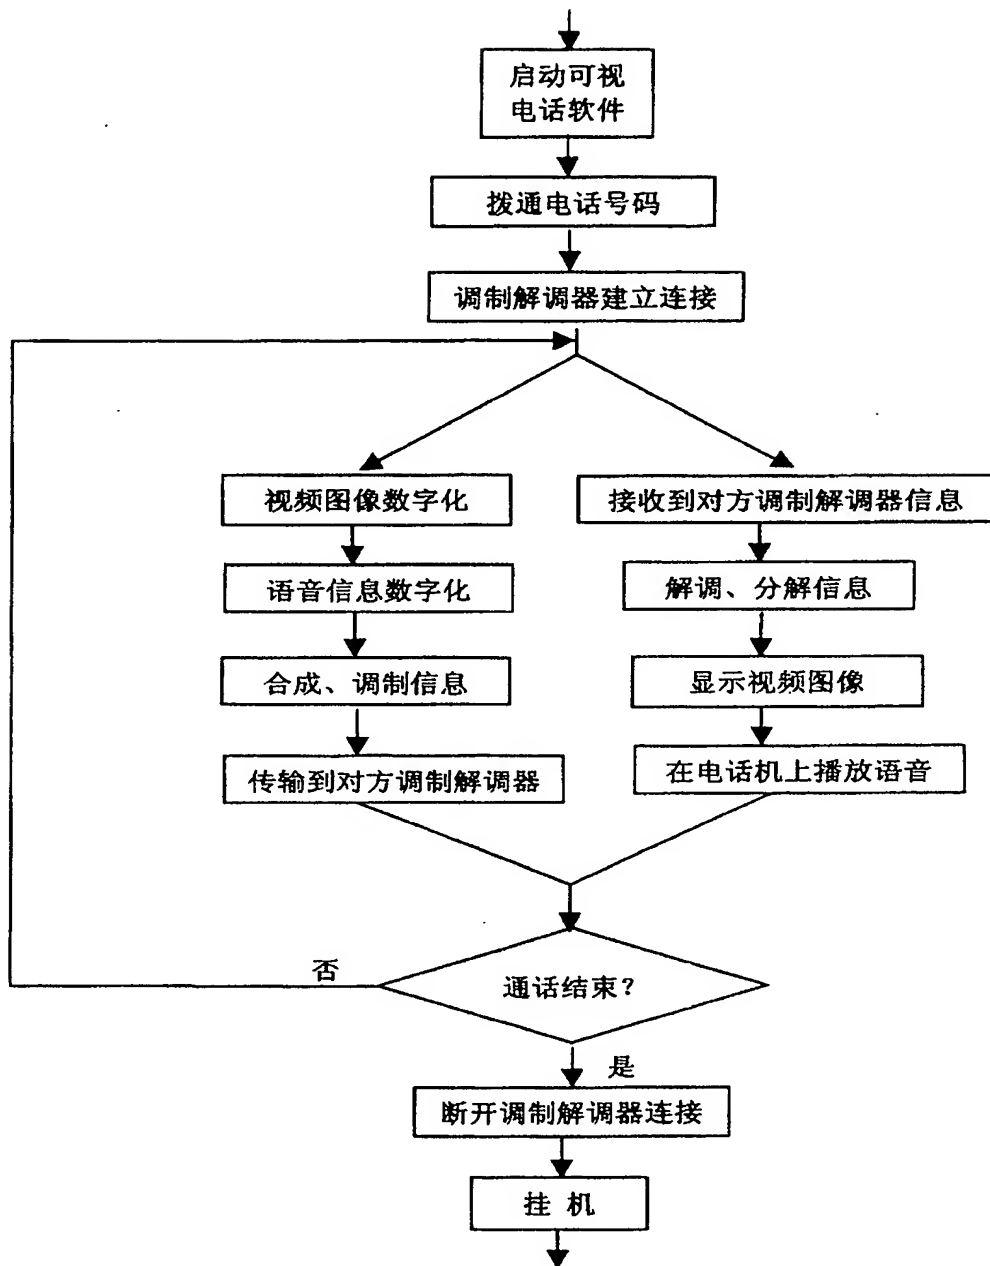 启动可视
电话软件
拨通电话号码
调制解调器建立连接
视频图像数字化
语音信息数字化
合成、调制信息
传输到对方调制解调器
接收到对方调制解调器信息
解调、分解信息
显示视频图像
在电话机上播放语音
否
通话结束?
是
断开调制解调器连接
挂 机